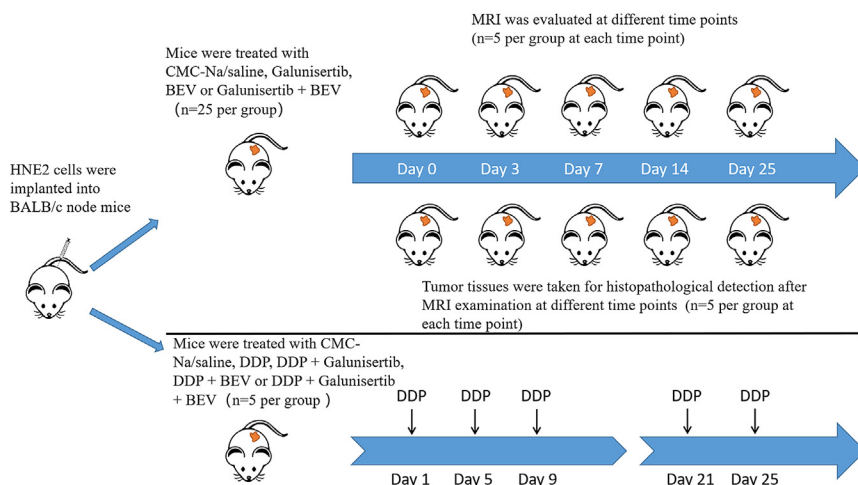 MRI was evaluated at different time points
(n=5 per group at each time point)
Mice were treated with
CMC-Na/saline, Galunisertib,
BEV or Galunisertib + BEV
(n=25 per group)
HNE2 cells were
implanted into
BALB/c node mice
Day 0 Day 3 Day 7 Day 14 Day 25
Tumor tissues were taken for histopathological detection after
MRI examination at different time points (n=5 per group at
each time point)
Mice were treated with CMC-
Na/saline, DDP, DDP + Galunisertib,
DDP + BEV or DDP + Galunisertib
+ BEV (n=5 per group )
DDP DDP DDP DDP DDP
Day 1 Day 5 Day 9 Day 21 Day 25